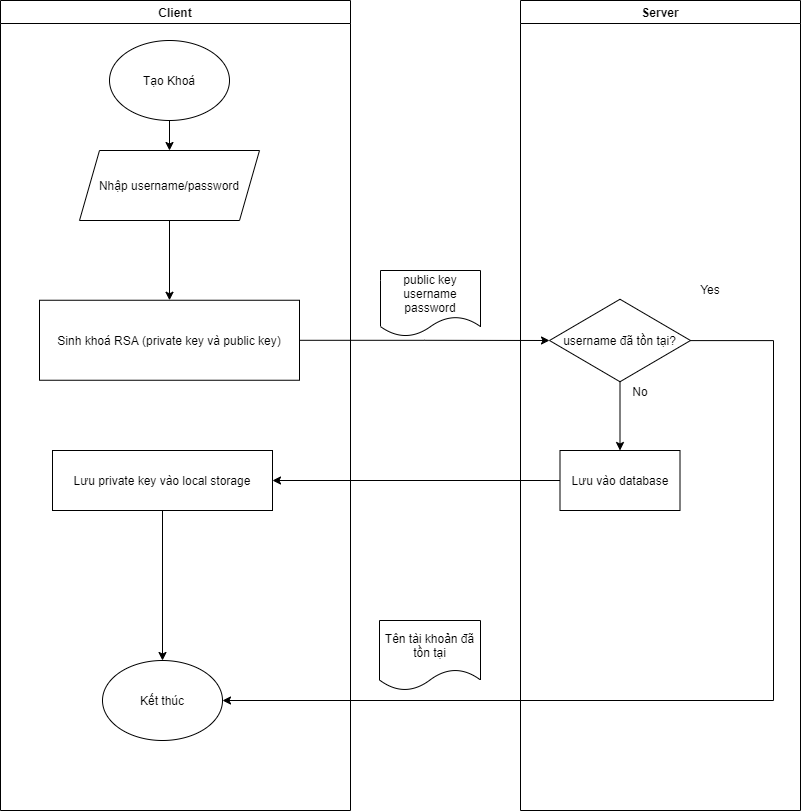 Client
Server
Tạo Khoá
Nhập username/password
public key
username
password
Yes
Sinh khoá RSA (private key và public key)
username đã tồn tại?
No
Lưu private key vào local storage
Lưu vào database
Tên tài khoản đã
tồn tại
Kết thúc